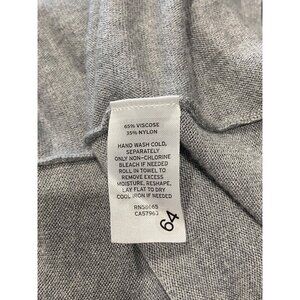 65% VISCOSE
35% NYLON
HAND WASH COLD,
SEPARATELY
ONLY NON-CHLORINE
BLEACH IF NEEDED
ROLL IN TOWEL TO
REMOVE EXCESS
MOISTURE, RESHAPE,
LAY FLAT TO DRY
COOL IRON IF NEEDED
CA57963
64